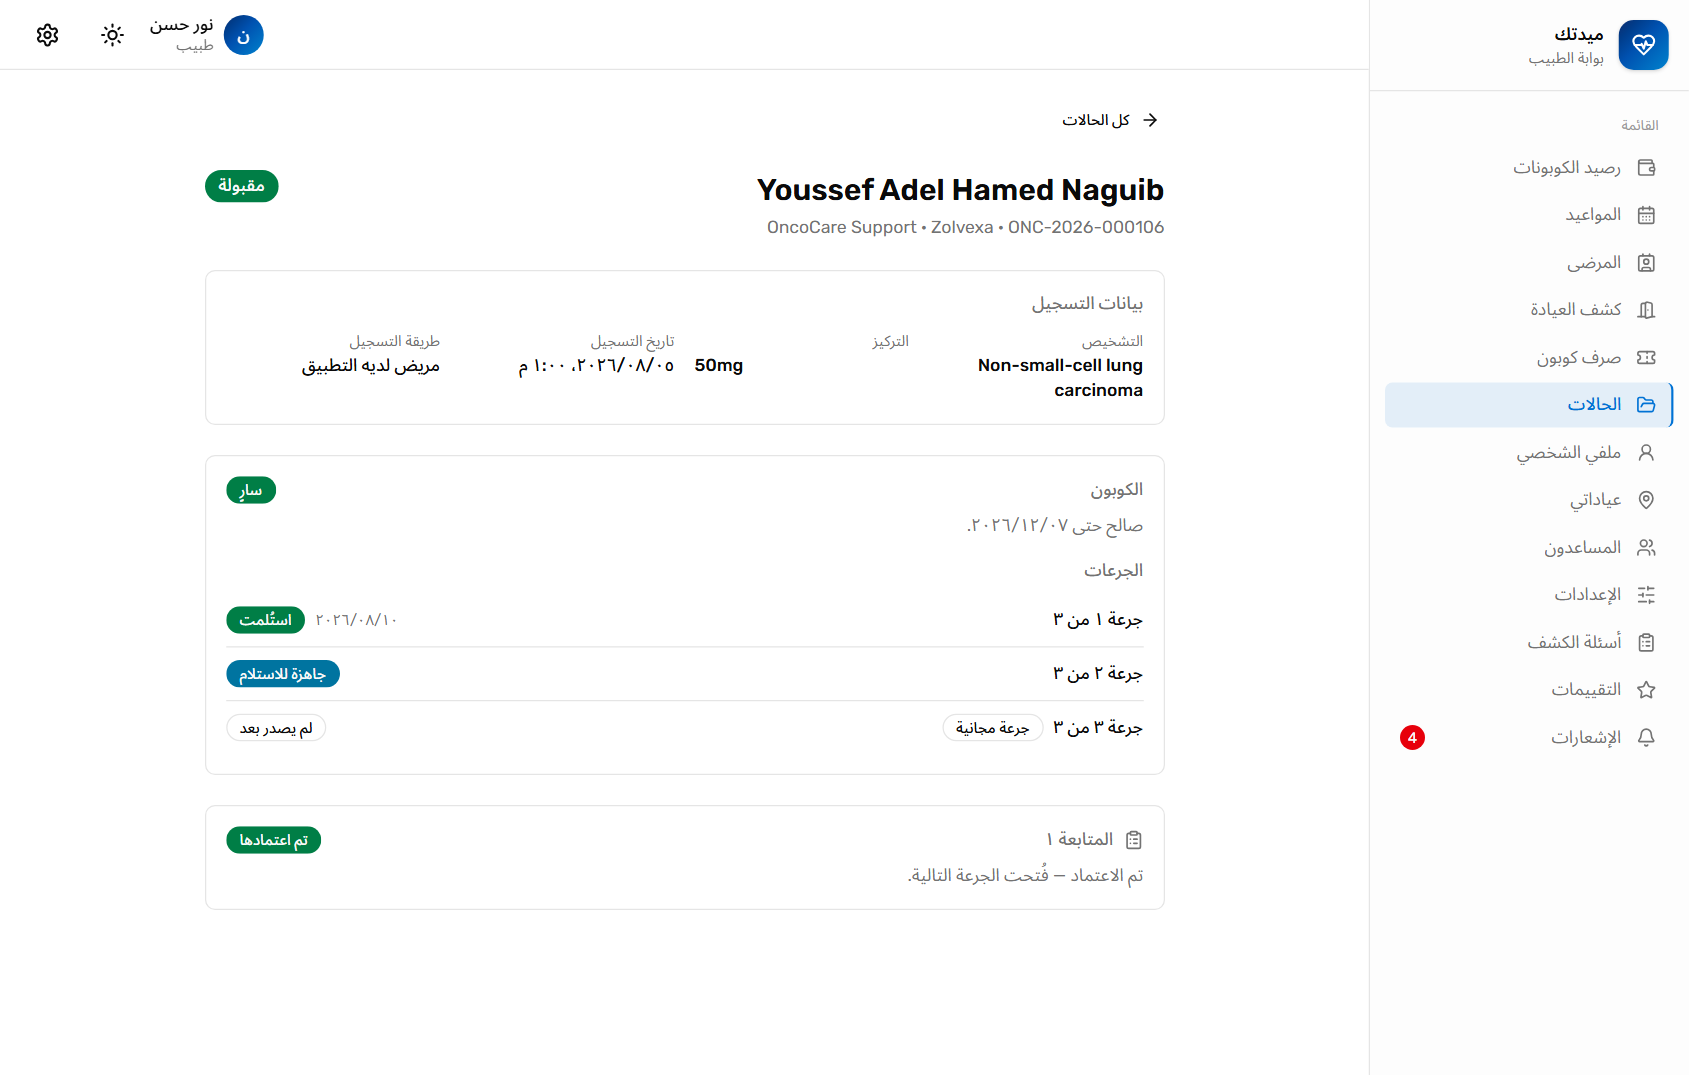 ميدتك
بوابة الطبيب
القائمة
رصيد الكوبونات
المواعيد
المرضى
كشف العيادة
صرف كوبون
الحالات
ملفي الشخصي
عياداتي
المساعدون
الإعدادات
أسئلة الكشف
التقييمات
الإشعارات 4
ن
نور حسن
طبيب
كل الحالات
Youssef Adel Hamed Naguib
مقبولة
OncoCare Support • Zolvexa • ONC-2026-000106
بيانات التسجيل
التشخيص
Non-small-cell lung
carcinoma
التركيز
50mg
تاريخ التسجيل
٢٠٢٦/٠٨/٠٥، ١:٠٠ م
طريقة التسجيل
مريض لديه التطبيق
الكوبون
سارٍ
صالح حتى ٢٠٢٦/١٢/٠٧.
الجرعات
جرعة ١ من ٣ ٢٠٢٦/٠٨/١٠ استُلمت
جرعة ٢ من ٣ جاهزة للاستلام
جرعة ٣ من ٣ جرعة مجانية لم يصدر بعد
المتابعة ١
تم اعتمادها
تم الاعتماد — فُتحت الجرعة التالية.